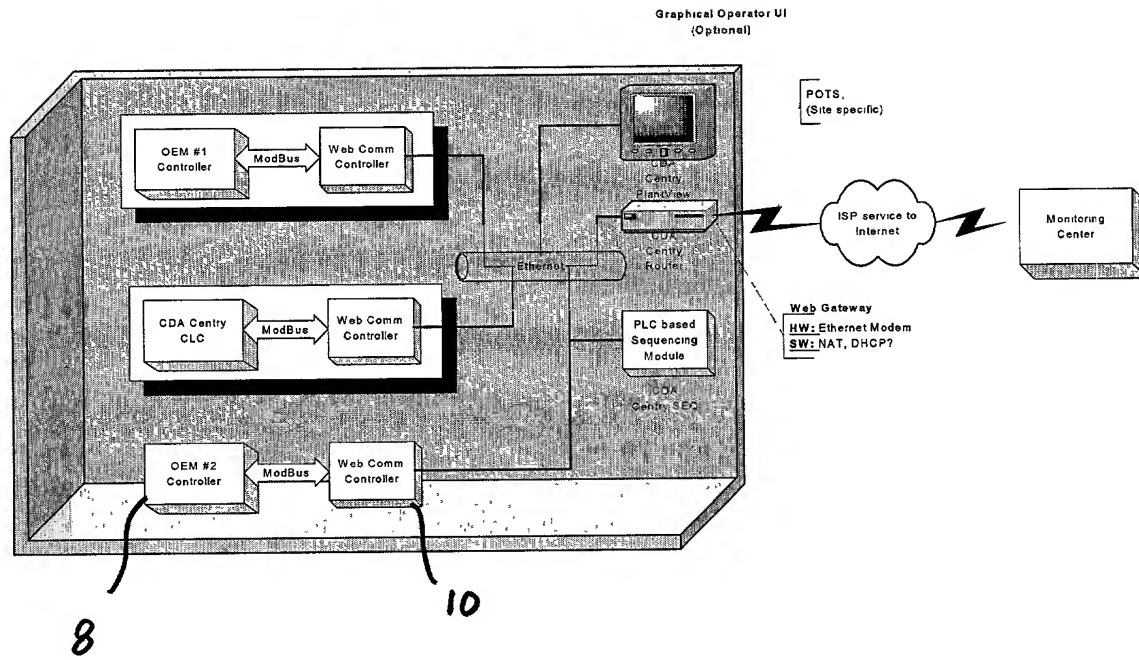 Graphical Operator UI
(Optional)
POTS,
(Site specific)
OEM #1
Controller
ModBus
Web Comm
Controller
CDA
Centry
PlantView
CDA
Centry
Router
ISP service to
Internet
Monitoring
Center
Ethernet
CDA Centry
CLC
ModBus
Web Comm
Controller
PLC based
Sequencing
Module
CDA
Centry SEQ
Web Gateway
HW: Ethernet Modem
SW: NAT, DHCP?
OEM #2
Controller
ModBus
Web Comm
Controller
8
10